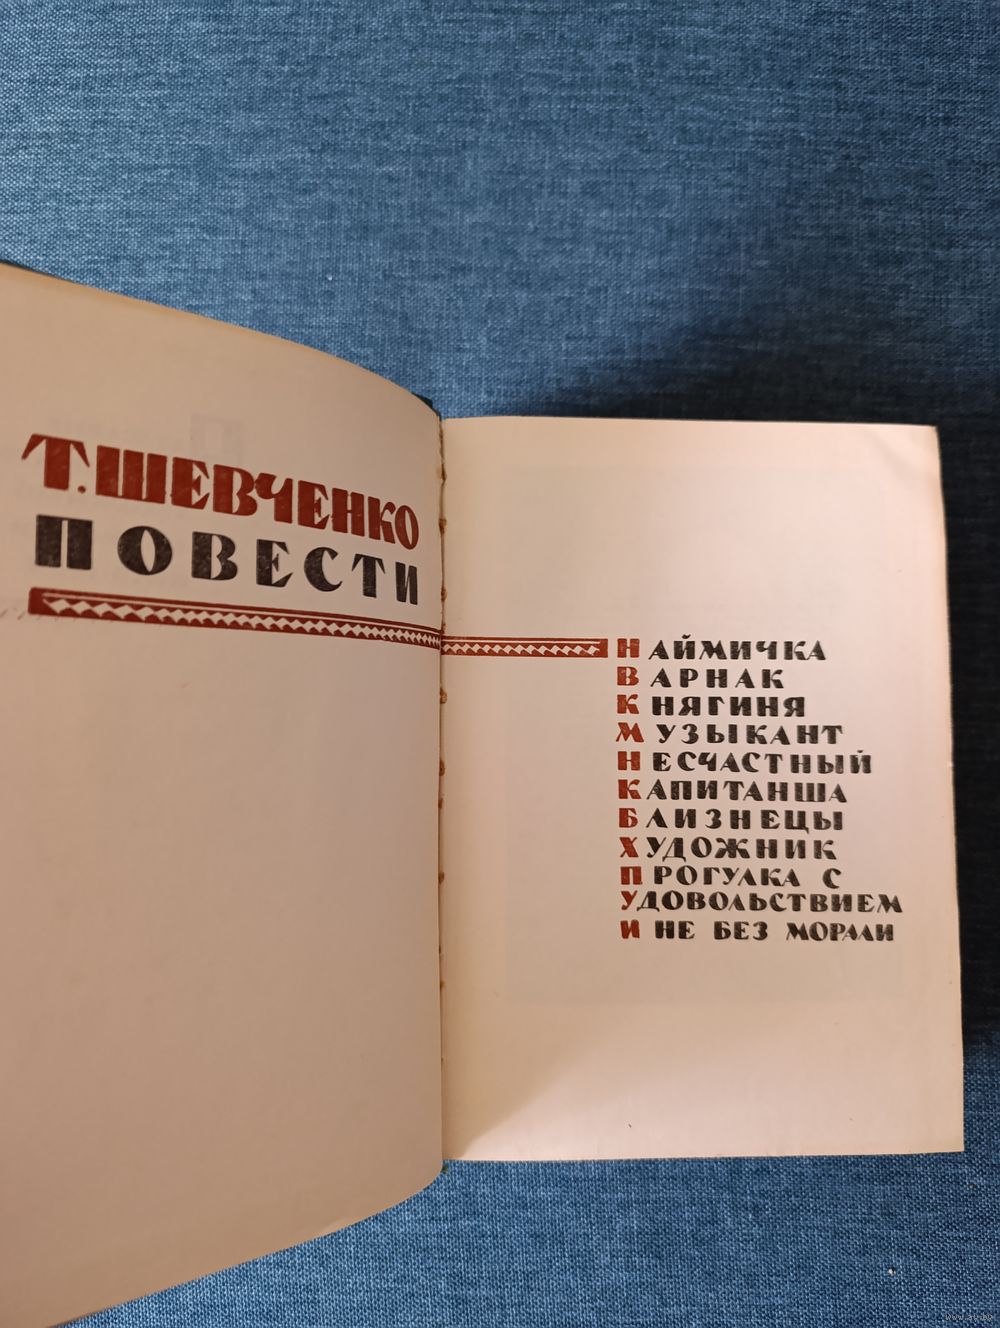 Т. ШЕВЧЕНКО
ПОВЕСТИ
НАЙМИЧКА
ВАРНАК
КНЯГИНЯ
МУЗЫКАНТ
НЕСЧАСТНЫЙ
КАПИТАНША
БЛИЗНЕЦЫ
ХУДОЖНИК
ПРОГУЛКА С
УДОВОЛЬСТВИЕМ
И НЕ БЕЗ МОРАЛИ